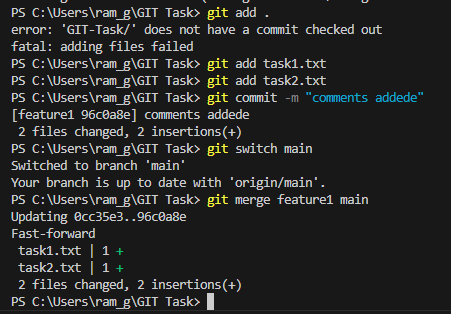 PS C:\Users\ram_g\GIT Task> git add .
error: 'GIT-Task/' does not have a commit checked out
fatal: adding files failed
PS C:\Users\ram_g\GIT Task> git add task1.txt
PS C:\Users\ram_g\GIT Task> git add task2.txt
PS C:\Users\ram_g\GIT Task> git commit -m "comments addede"
[feature1 96c0a8e] comments addede
 2 files changed, 2 insertions(+)
PS C:\Users\ram_g\GIT Task> git switch main
Switched to branch 'main'
Your branch is up to date with 'origin/main'.
PS C:\Users\ram_g\GIT Task> git merge feature1 main
Updating 0cc35e3..96c0a8e
Fast-forward
 task1.txt | 1 +
 task2.txt | 1 +
 2 files changed, 2 insertions(+)
PS C:\Users\ram_g\GIT Task>